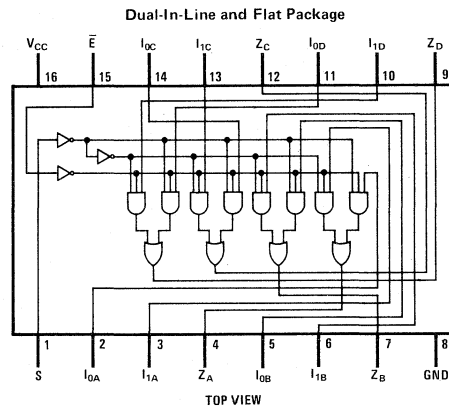 Dual-In-Line and Flat Package
VCC E I0C I1C ZC I0D I1D ZD
16 15 14 13 12 11 10 9
1 2 3 4 5 6 7 8
S I0A I1A ZA I0B I1B ZB GND
TOP VIEW